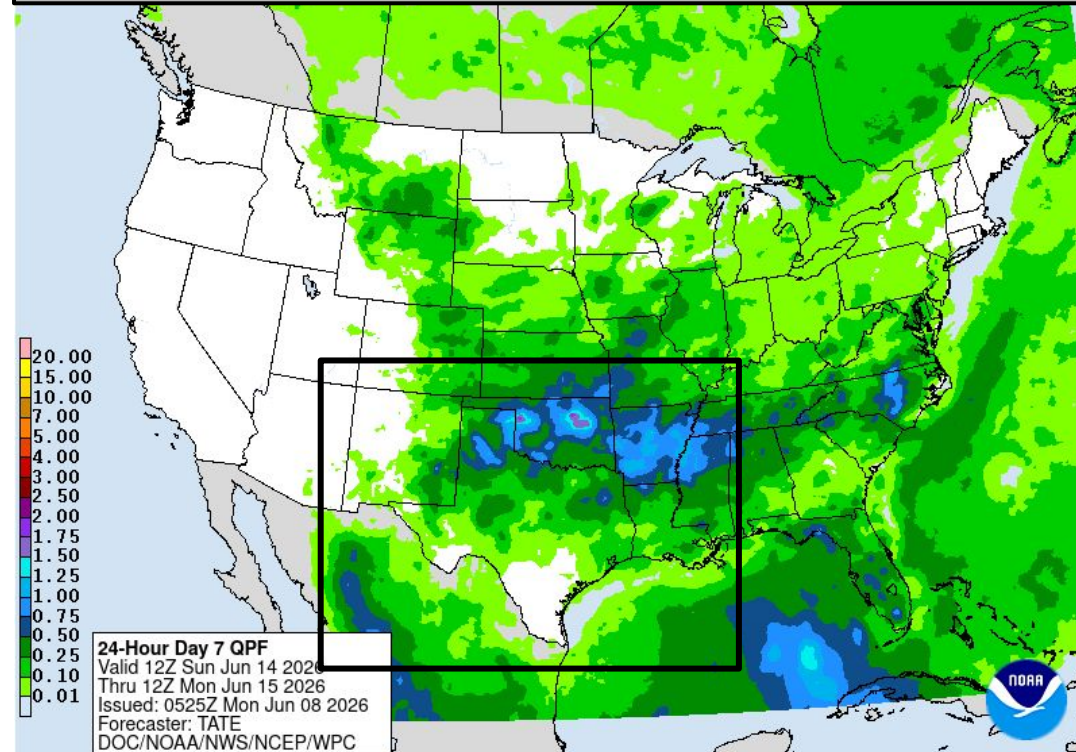 20.00
15.00
10.00
7.00
5.00
4.00
3.00
2.50
2.00
1.75
1.50
1.25
1.00
0.75
0.50
0.25
0.10
0.01
24-Hour Day 7 QPF
Valid 12Z Sun Jun 14 2026
Thru 12Z Mon Jun 15 2026
Issued: 0525Z Mon Jun 08 2026
Forecaster: TATE
DOC/NOAA/NWS/NCEP/WPC
NOAA